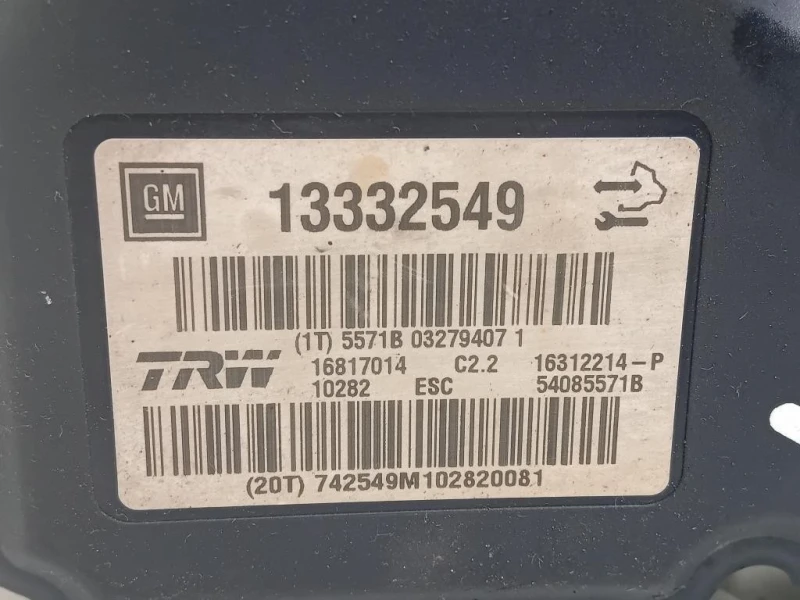 GM 13332549
(1T) 5571B 03279407 1
TRW 16817014 C2.2 16312214-P
10282 ESC 54085571B
(20T) 742549M102820081